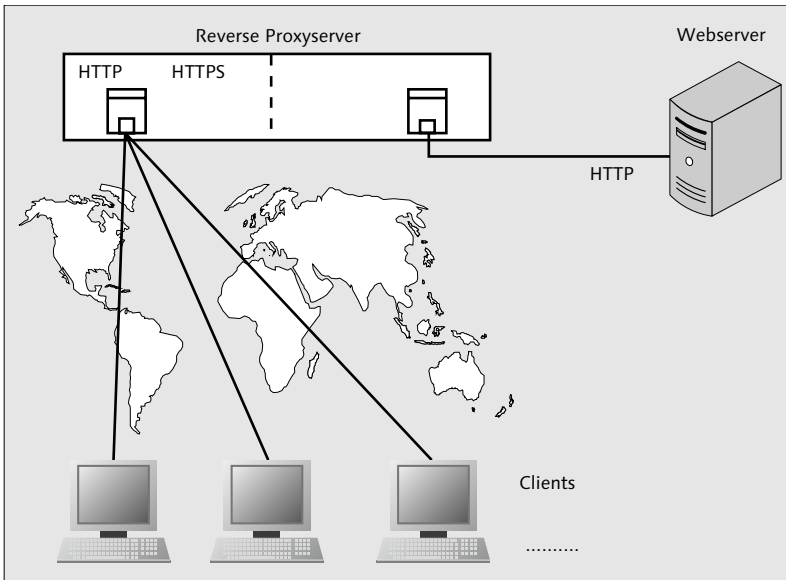 Reverse Proxyserver
Webserver
HTTP HTTPS
HTTP
Clients
..........